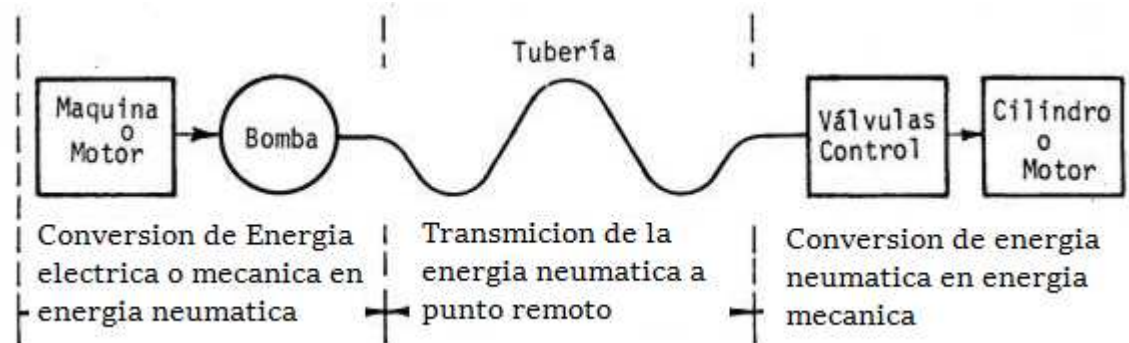 Tubería
Maquina
o
Motor
Bomba
Válvulas
Control
Cilindro
o
Motor
Conversion de Energia
electrica o mecanica en
energia neumatica
Transmicion de la
energia neumatica a
punto remoto
Conversion de energia
neumatica en energia
mecanica